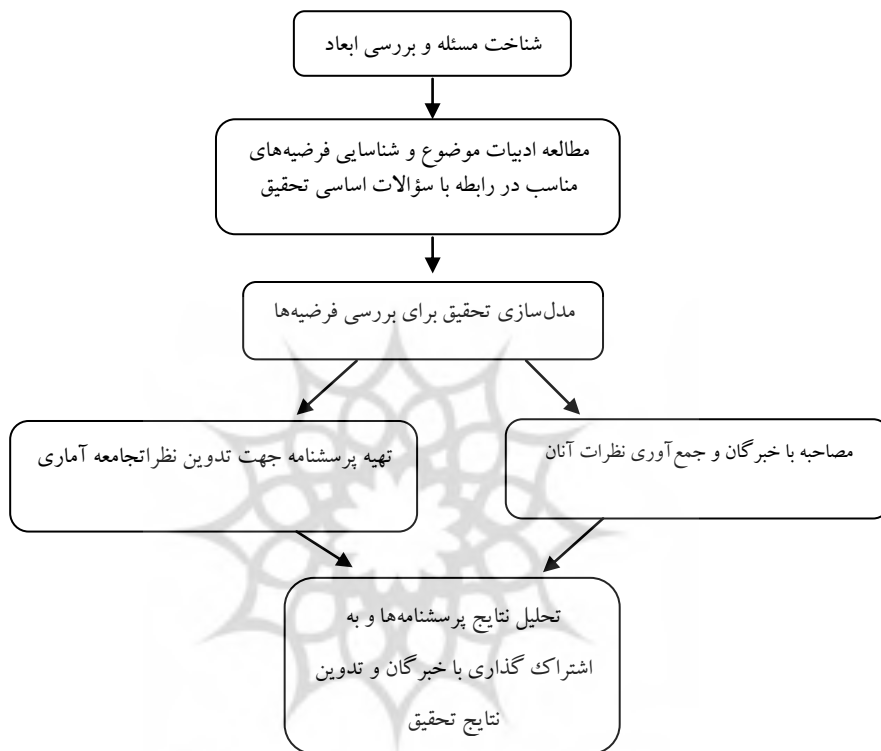 شناخت مسئله و بررسی ابعاد
مطالعه ادبیات موضوع و شناسایی فرضیه‌های
مناسب در رابطه با سؤالات اساسی تحقیق
مدل‌سازی تحقیق برای بررسی فرضیه‌ها
مصاحبه با خبرگان و جمع‌آوری نظرات آنان
تهیه پرسشنامه جهت تدوین نظراتجامعه آماری
تحلیل نتایج پرسشنامه‌ها و به
اشتراک گذاری با خبرگان و تدوین
نتایج تحقیق